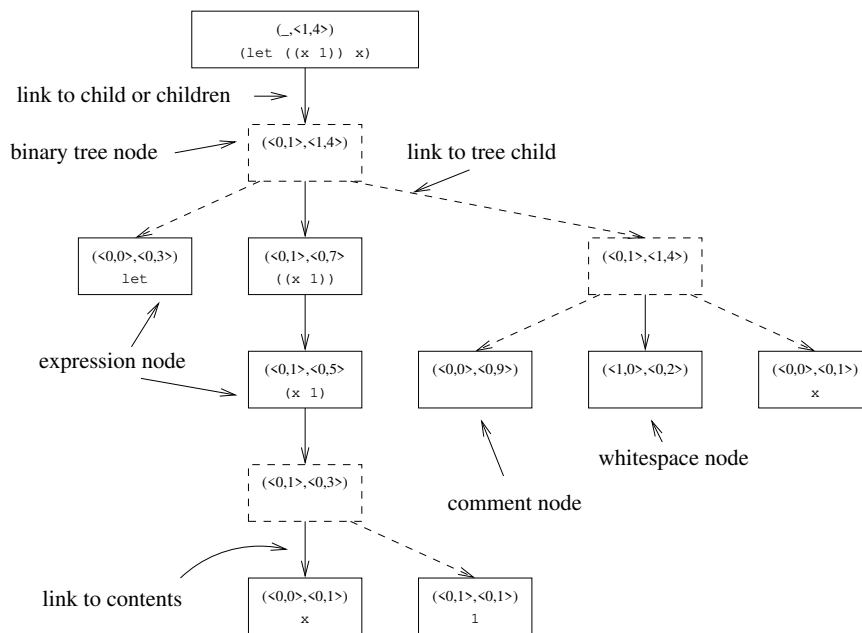 (_,<1,4>)
(let ((x 1)) x)
link to child or children
binary tree node
(<0,1>,<1,4>)
link to tree child
(<0,0>,<0,3>)
let
(<0,1>,<0,7>
((x 1))
(<0,1>,<1,4>)
expression node
(<0,1>,<0,5>
(x 1)
(<0,0>,<0,9>)
(<1,0>,<0,2>)
(<0,0>,<0,1>)
x
whitespace node
comment node
(<0,1>,<0,3>)
link to contents
(<0,0>,<0,1>)
x
(<0,1>,<0,1>)
1